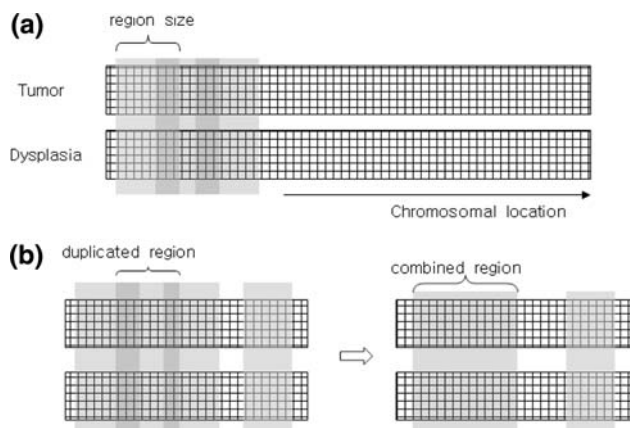 (a)
region size
Tumor
Dysplasia
Chromosomal location
(b)
duplicated region
combined region